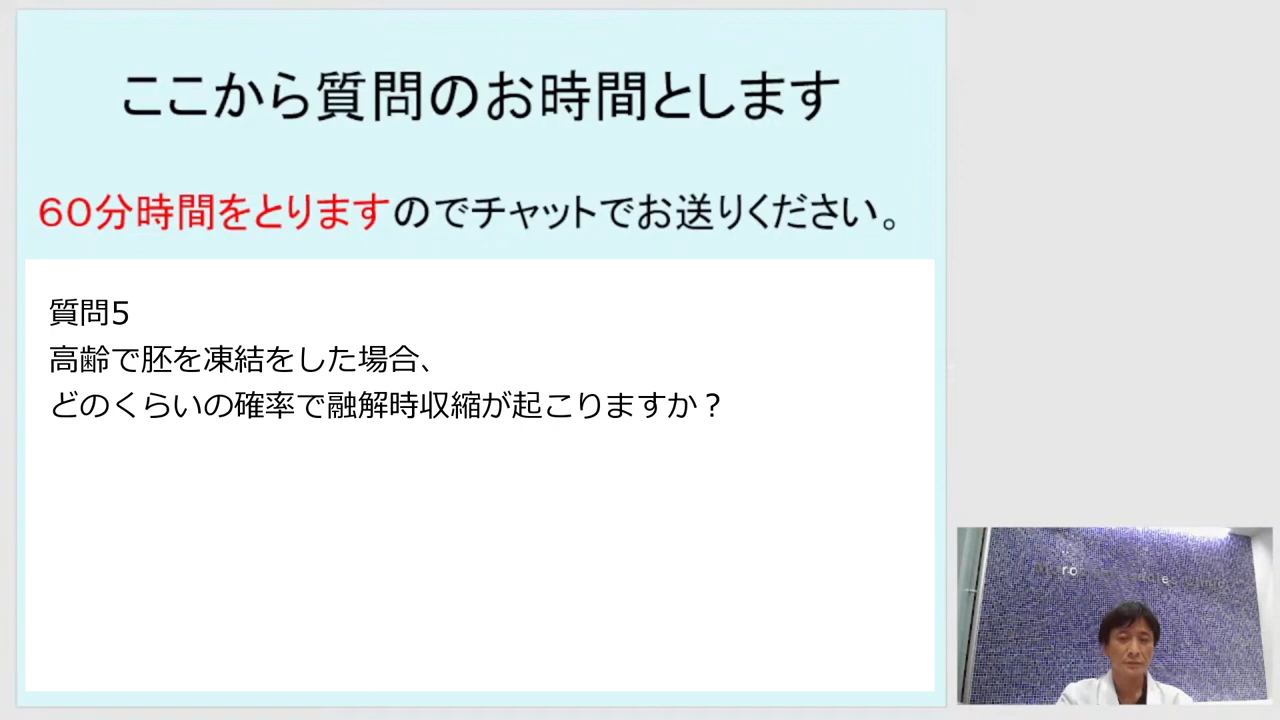 ここから質問のお時間とします
60分時間をとりますのでチャットでお送りください。
質問5
高齢で胚を凍結をした場合、
どのくらいの確率で融解時収縮が起こりますか？